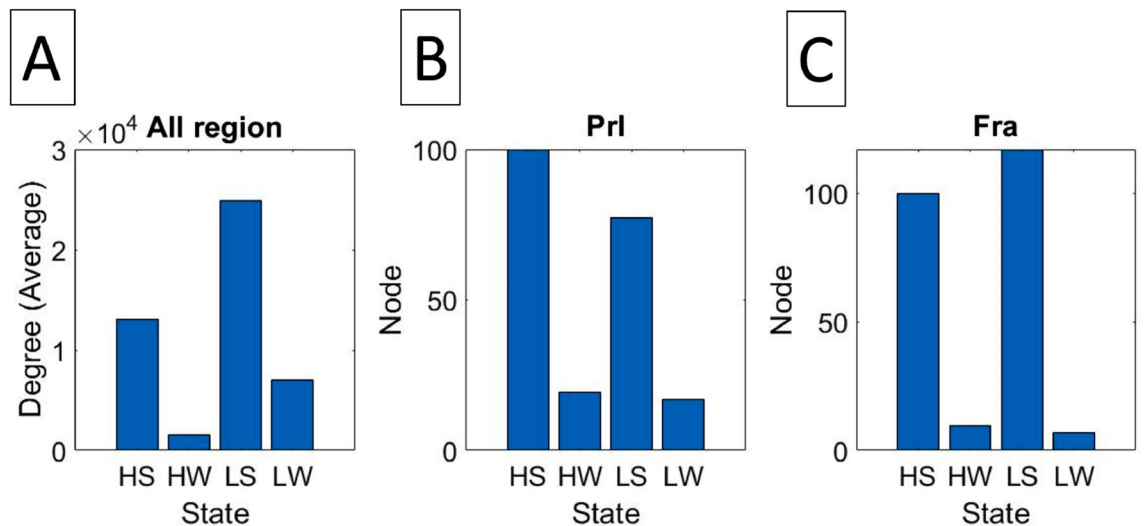 A
B
C
×10⁴ All region
Degree (Average)
3
2
1
0
HS HW LS LW
State
PrI
Node
100
50
0
HS HW LS LW
State
Fra
Node
100
50
0
HS HW LS LW
State